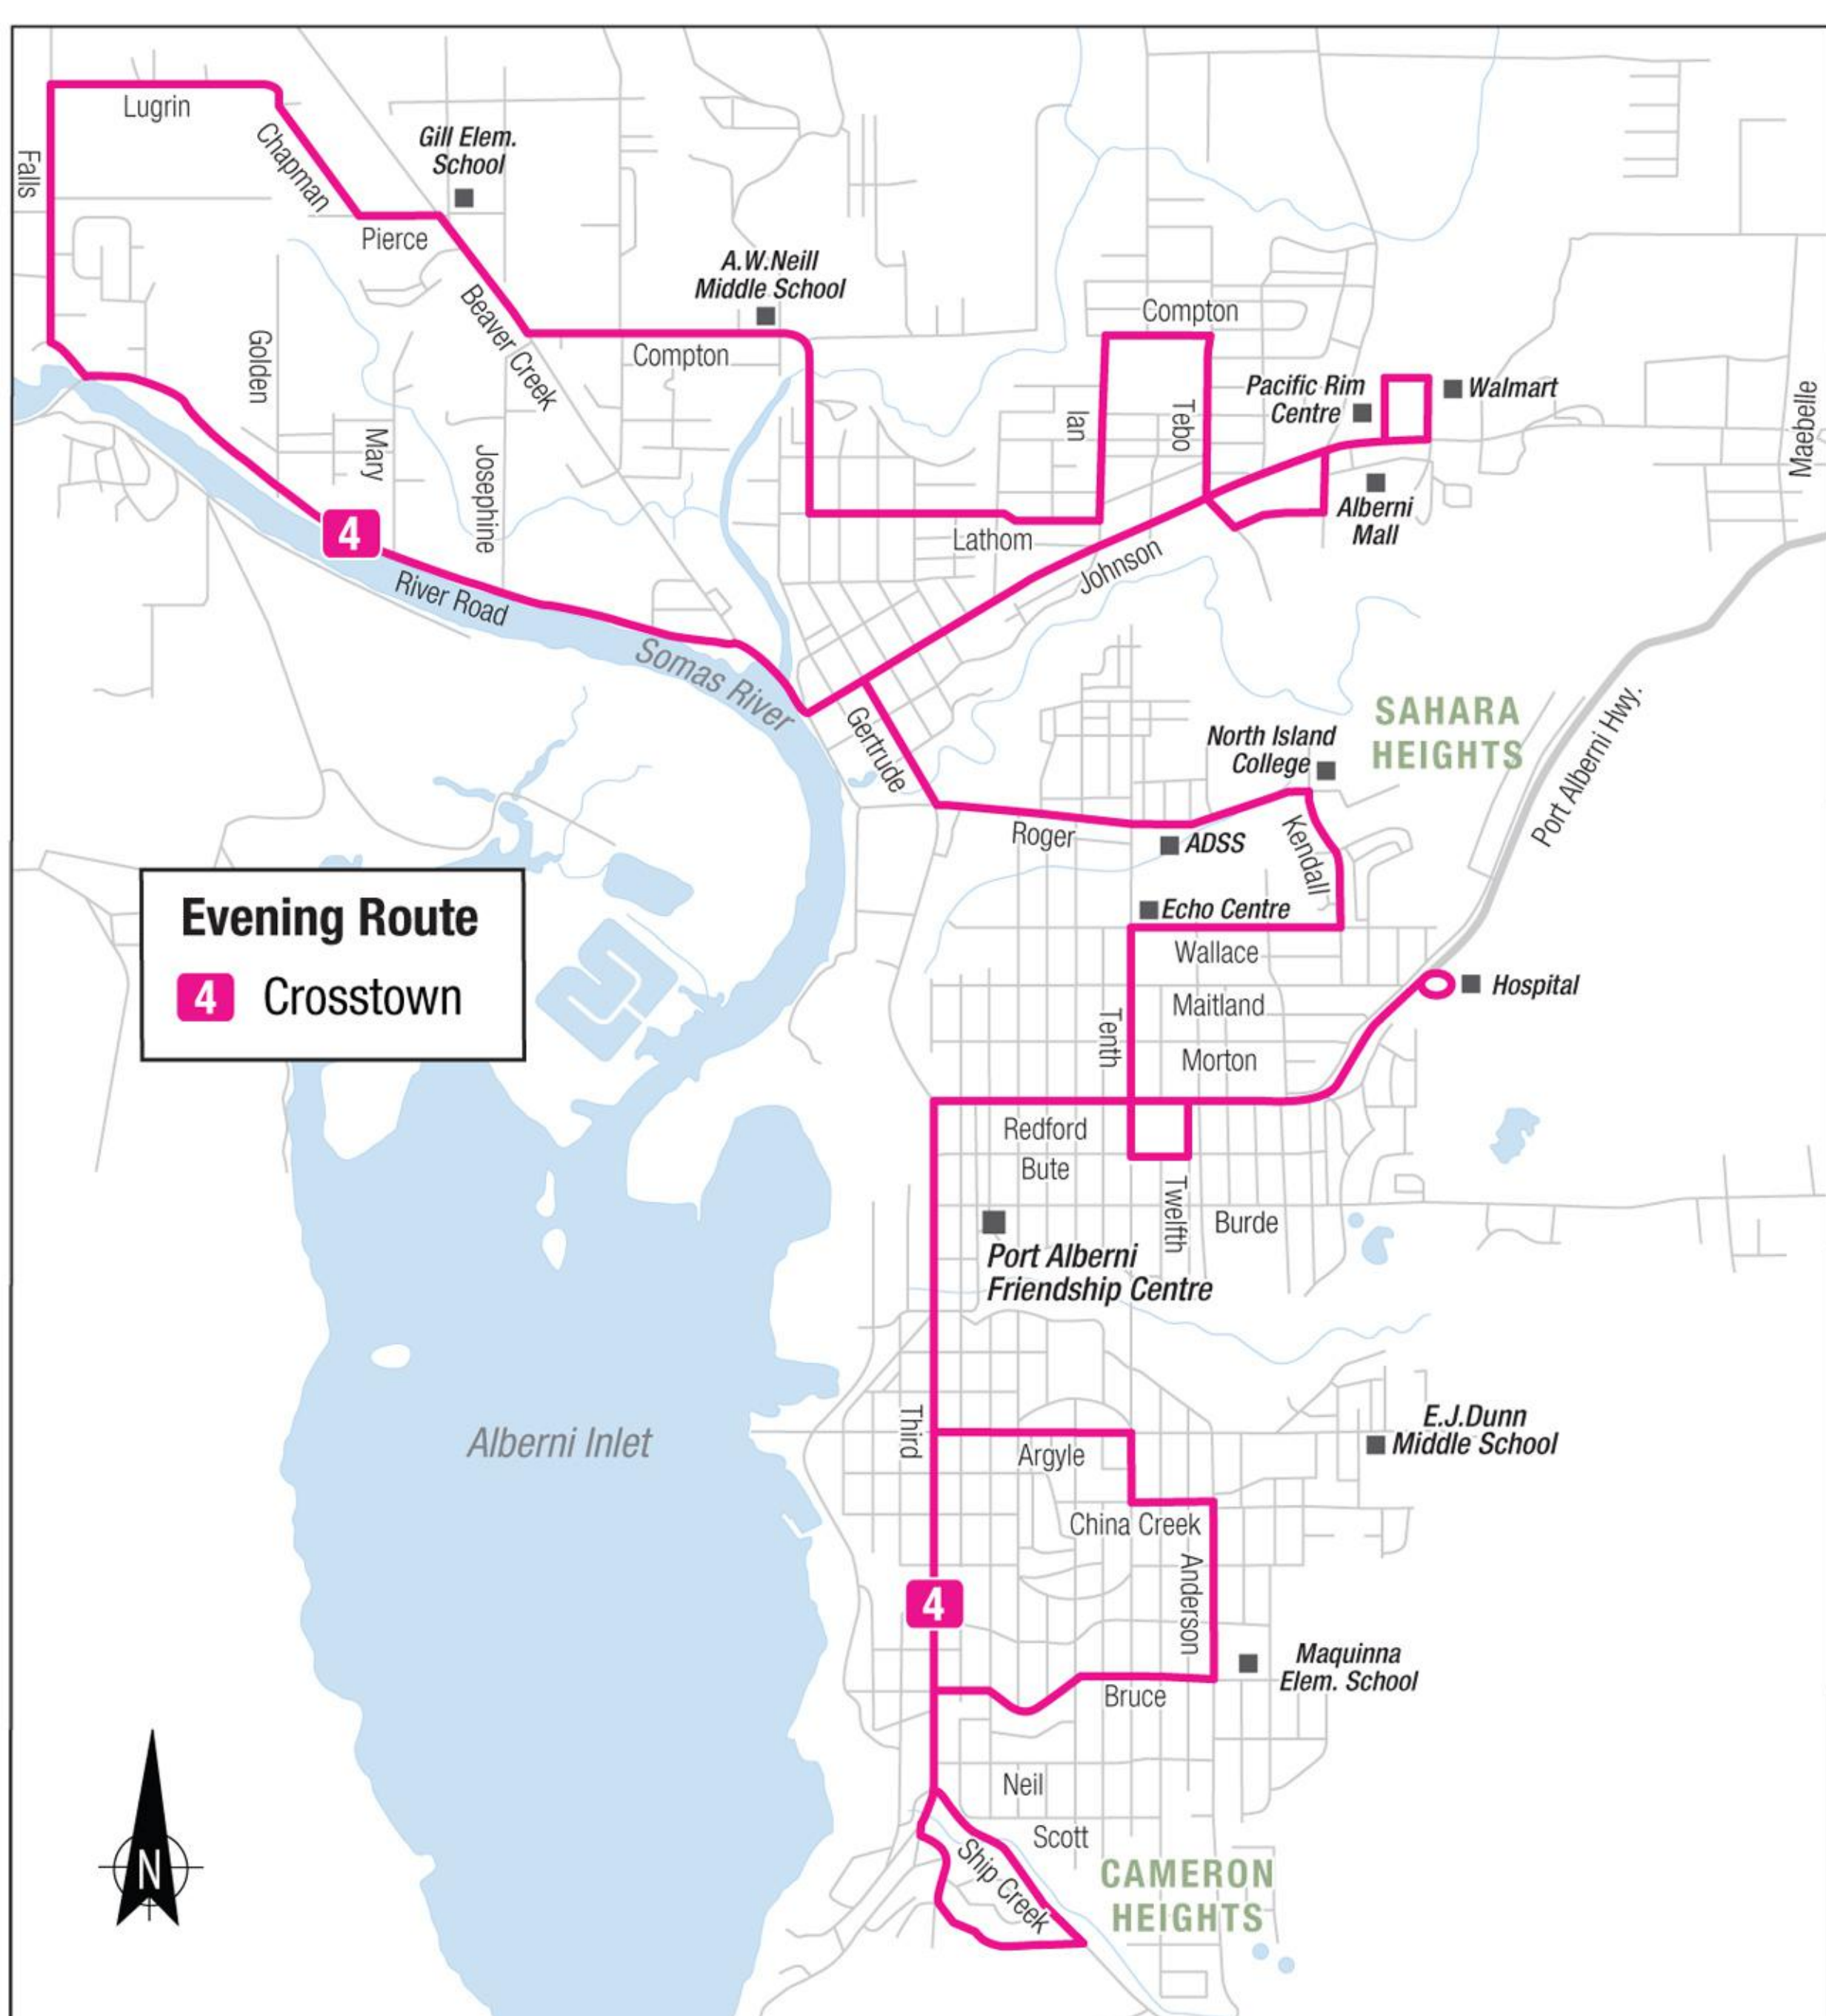 Lugrin
Falls
Chapman
Gill Elem.
School
Pierce
A.W.Neill
Middle School
Beaver Creek
Compton
Compton
Golden
Mary
Josephine
Ian
Tebo
Pacific Rim
Centre
Walmart
Maebelle
Alberni
Mall
Lathom
Johnson
4
River Road
Somas River
Gertrude
North Island
College
SAHARA
HEIGHTS
Port Alberni Hwy.
Roger
ADSS
Kendall
Evening Route
4 Crosstown
Echo Centre
Wallace
Hospital
Maitland
Tenth
Morton
Redford
Bute
Twelfth
Burde
Port Alberni
Friendship Centre
Alberni Inlet
Third
Argyle
E.J.Dunn
Middle School
China Creek
Anderson
4
Maquinna
Elem. School
Bruce
Neil
Scott
Ship Creek
CAMERON
HEIGHTS
N